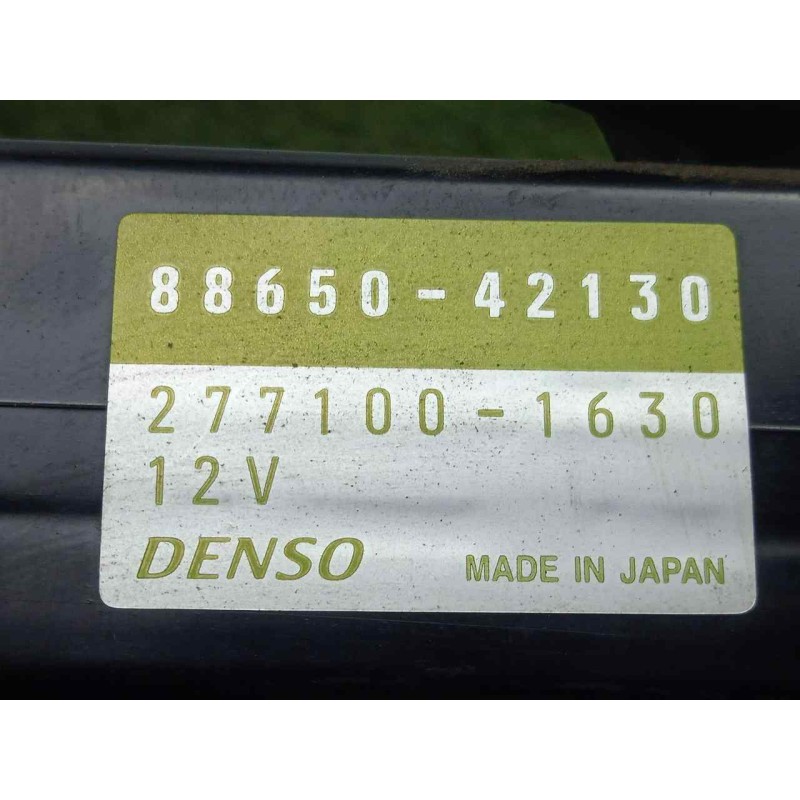 88650-42130
277100-1630
12V
DENSO MADE IN JAPAN